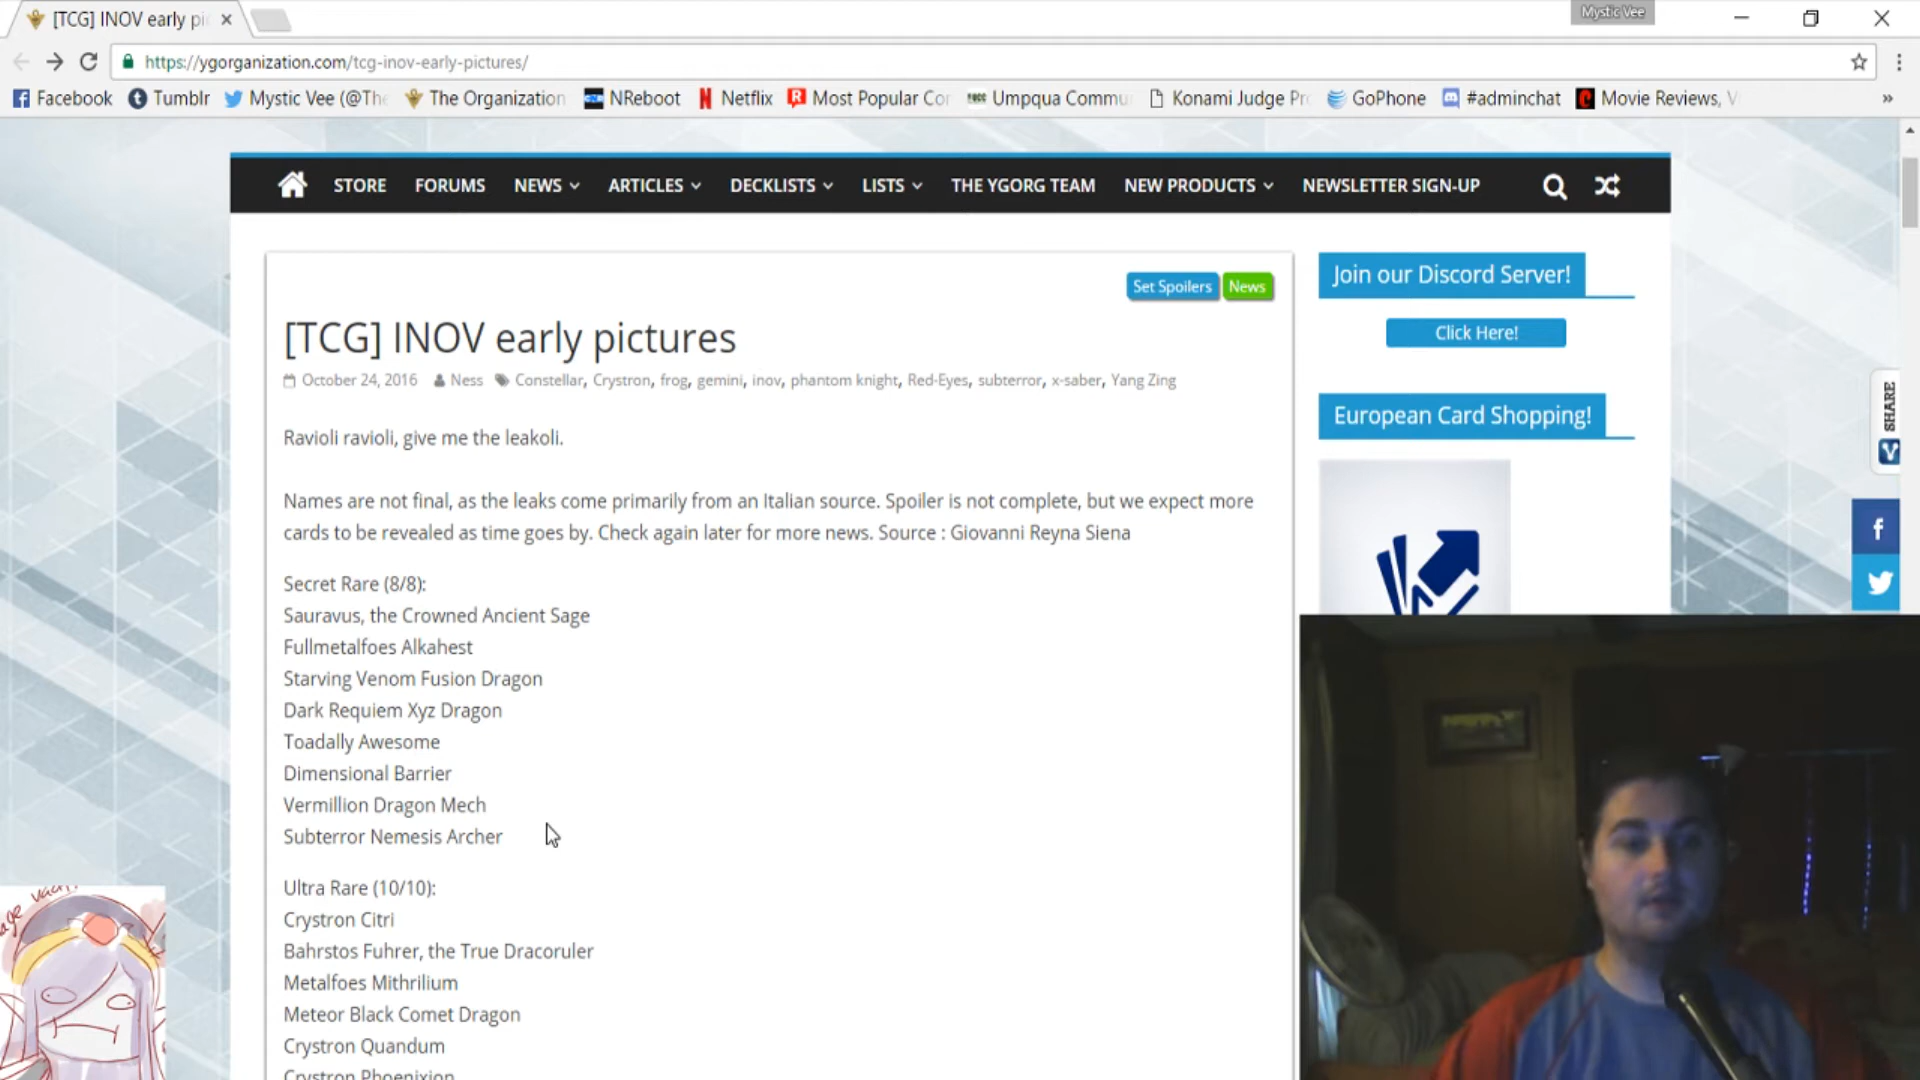 [TCG] INOV early pi
Mystic Vee
https://ygorganization.com/tcg-inov-early-pictures/
Facebook Tumblr Mystic Vee (@The The Organization NReboot Netflix Most Popular Cor Umpqua Commu Konami Judge Pr GoPhone #adminchat Movie Reviews, V »
STORE FORUMS NEWS ARTICLES DECKLISTS LISTS THE YGORG TEAM NEW PRODUCTS NEWSLETTER SIGN-UP
Set Spoilers News
[TCG] INOV early pictures
October 24, 2016 Ness Constellar, Crystron, frog, gemini, inov, phantom knight, Red-Eyes, subterror, x-saber, Yang Zing
Ravioli ravioli, give me the leakoli.
Names are not final, as the leaks come primarily from an Italian source. Spoiler is not complete, but we expect more
cards to be revealed as time goes by. Check again later for more news. Source : Giovanni Reyna Siena
Secret Rare (8/8):
Sauravus, the Crowned Ancient Sage
Fullmetalfoes Alkahest
Starving Venom Fusion Dragon
Dark Requiem Xyz Dragon
Toadally Awesome
Dimensional Barrier
Vermillion Dragon Mech
Subterror Nemesis Archer
Ultra Rare (10/10):
Crystron Citri
Bahrstos Fuhrer, the True Dracoruler
Metalfoes Mithrilium
Meteor Black Comet Dragon
Crystron Quandum
Crystron Phoenixion
Join our Discord Server!
Click Here!
European Card Shopping!
SHARE